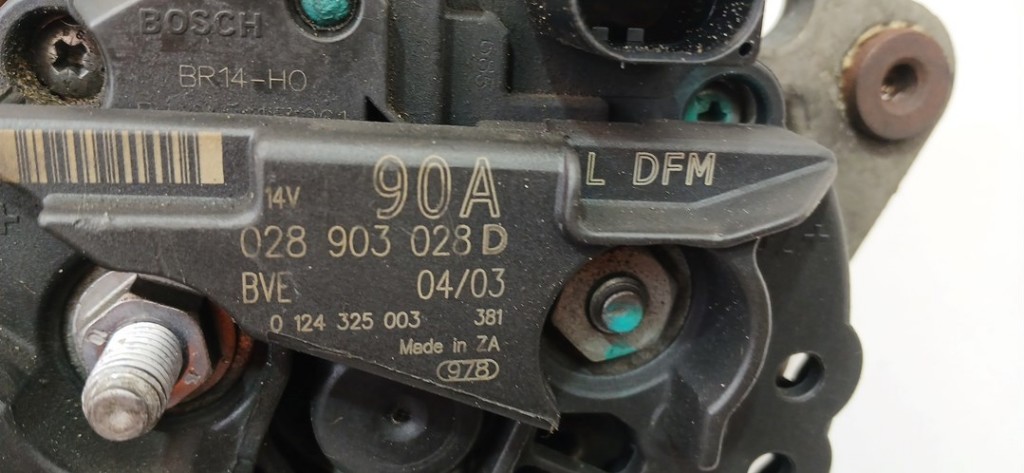 BOSCH
BR14-HO
90A
L DFM
14V
028 903 028 D
BVE 04/03
0 124 325 003 381
Made in ZA
978